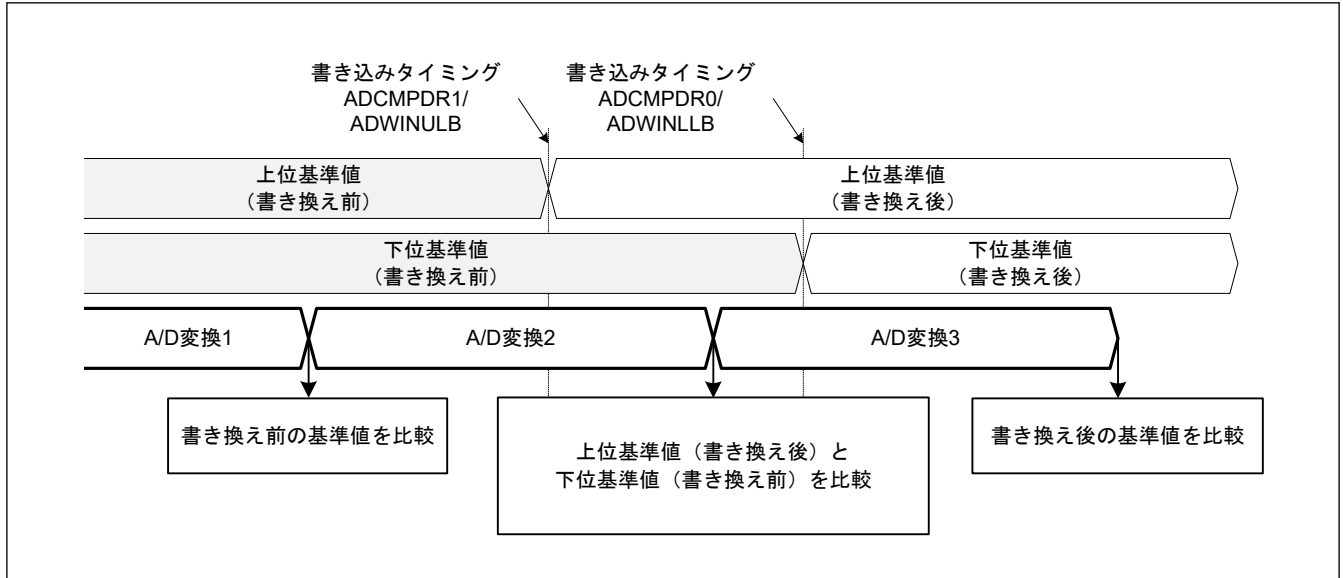 書き込みタイミング
ADCMPDR1/
ADWINULB
書き込みタイミング
ADCMPDR0/
ADWINLLB
上位基準値
（書き換え前）
上位基準値
（書き換え後）
下位基準値
（書き換え前）
下位基準値
（書き換え後）
A/D変換1
A/D変換2
A/D変換3
書き換え前の基準値を比較
上位基準値（書き換え後）と
下位基準値（書き換え前）を比較
書き換え後の基準値を比較